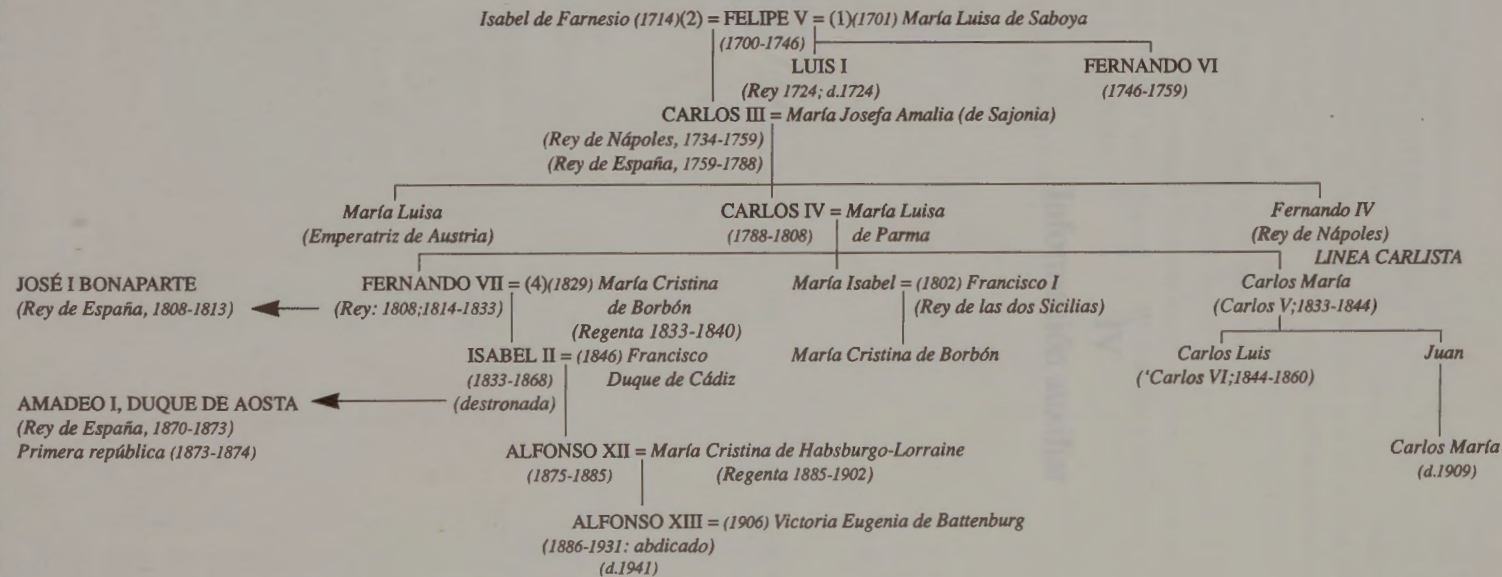 Isabel de Farnesio (1714)(2) = FELIPE V = (1)(1701) María Luisa de Saboya
(1700-1746)
LUIS I FERNANDO VI
(Rey 1724; d.1724) (1746-1759)
CARLOS III = María Josefa Amalia (de Sajonia)
(Rey de Nápoles, 1734-1759)
(Rey de España, 1759-1788)
María Luisa CARLOS IV = María Luisa Fernando IV
(Emperatriz de Austria) (1788-1808) de Parma (Rey de Nápoles)
LINEA CARLISTA
JOSÉ I BONAPARTE FERNANDO VII = (4)(1829) María Cristina María Isabel = (1802) Francisco I Carlos María
(Rey de España, 1808-1813) (Rey: 1808;1814-1833) de Borbón (Rey de las dos Sicilias) (Carlos V;1833-1844)
(Regenta 1833-1840)
ISABEL II = (1846) Francisco María Cristina de Borbón Carlos Luis Juan
(1833-1868) Duque de Cádiz ('Carlos VI;1844-1860)
AMADEO I, DUQUE DE AOSTA (destronada)
(Rey de España, 1870-1873)
Primera república (1873-1874) ALFONSO XII = María Cristina de Habsburgo-Lorraine Carlos María
(1875-1885) (Regenta 1885-1902) (d.1909)
ALFONSO XIII = (1906) Victoria Eugenia de Battenburg
(1886-1931: abdicado)
(d.1941)
IV
Información auxiliar